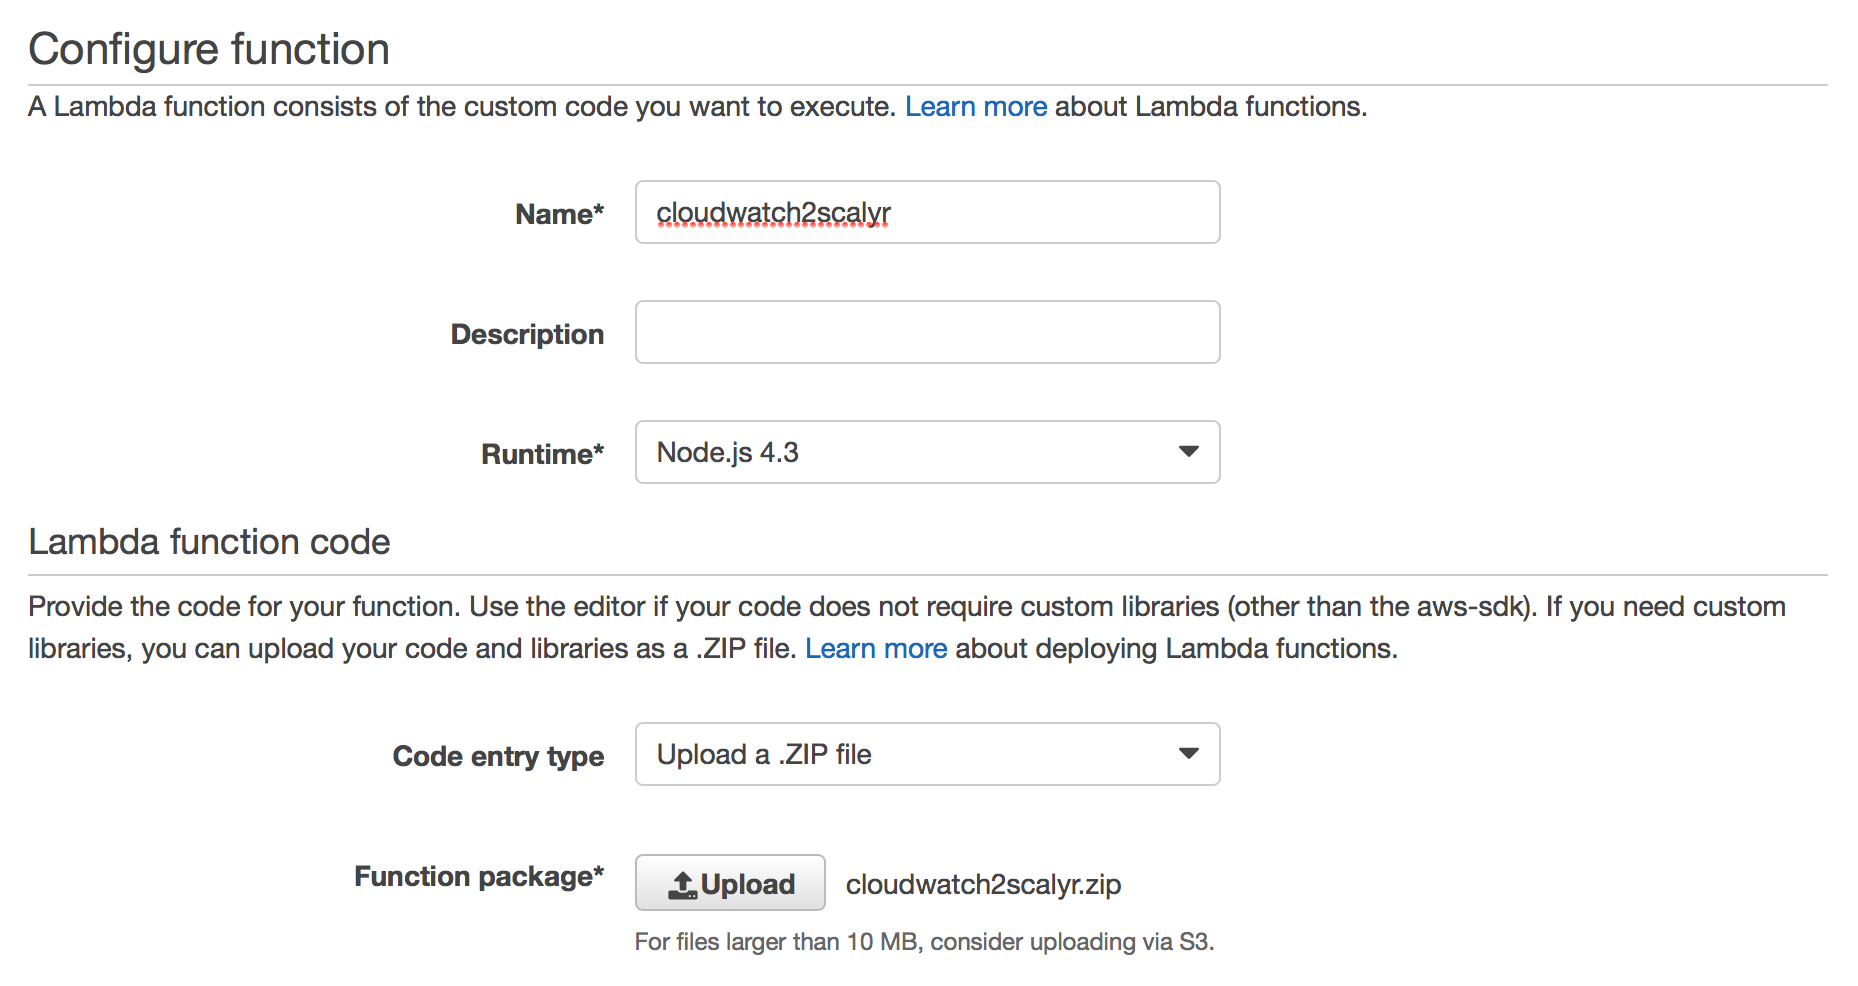 Configure function
A Lambda function consists of the custom code you want to execute. Learn more about Lambda functions.
Name* cloudwatch2scalyr
Description
Runtime* Node.js 4.3
Lambda function code
Provide the code for your function. Use the editor if your code does not require custom libraries (other than the aws-sdk). If you need custom
libraries, you can upload your code and libraries as a .ZIP file. Learn more about deploying Lambda functions.
Code entry type Upload a .ZIP file
Function package* Upload cloudwatch2scalyr.zip
For files larger than 10 MB, consider uploading via S3.